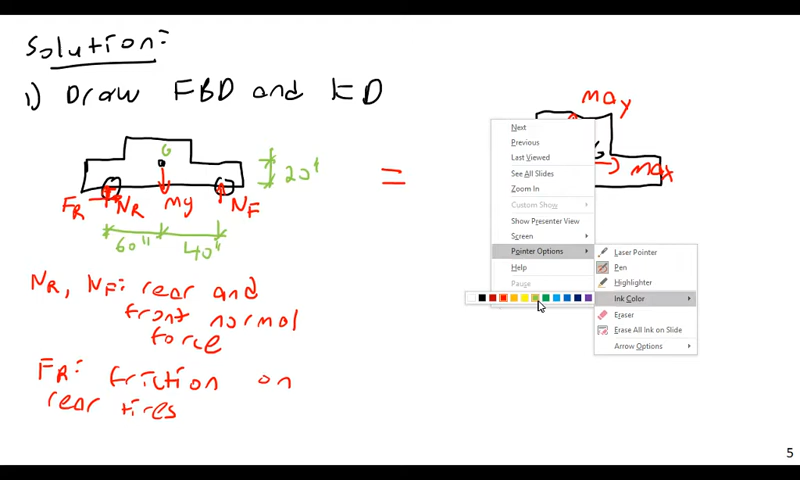 Solution:
1) Draw FBD and KD
G
20"
FR
NR
mg
NF
60"
40"
=
may
G
max
NR, NF: rear and
front normal
force
FR: friction on
rear tires
Next
Previous
Last Viewed
See All Slides
Zoom In
Custom Show
Show Presenter View
Screen
Pointer Options
Help
Pause
Laser Pointer
Pen
Highlighter
Ink Color
Eraser
Erase All Ink on Slide
Arrow Options
5